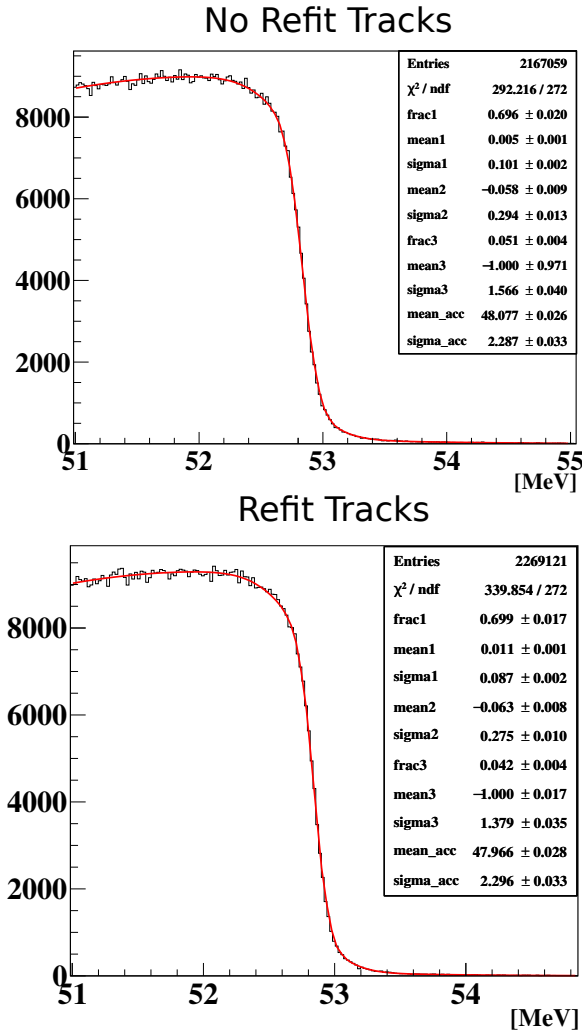 No Refit Tracks
Entries 2167059
χ² / ndf 292.216 / 272
frac1 0.696 ± 0.020
mean1 0.005 ± 0.001
sigma1 0.101 ± 0.002
mean2 −0.058 ± 0.009
sigma2 0.294 ± 0.013
frac3 0.051 ± 0.004
mean3 −1.000 ± 0.971
sigma3 1.566 ± 0.040
mean_acc 48.077 ± 0.026
sigma_acc 2.287 ± 0.033
8000
6000
4000
2000
0
51 52 53 54 55
[MeV]
Refit Tracks
Entries 2269121
χ² / ndf 339.854 / 272
frac1 0.699 ± 0.017
mean1 0.011 ± 0.001
sigma1 0.087 ± 0.002
mean2 −0.063 ± 0.008
sigma2 0.275 ± 0.010
frac3 0.042 ± 0.004
mean3 −1.000 ± 0.017
sigma3 1.379 ± 0.035
mean_acc 47.966 ± 0.028
sigma_acc 2.296 ± 0.033
8000
6000
4000
2000
0
51 52 53 54
[MeV]